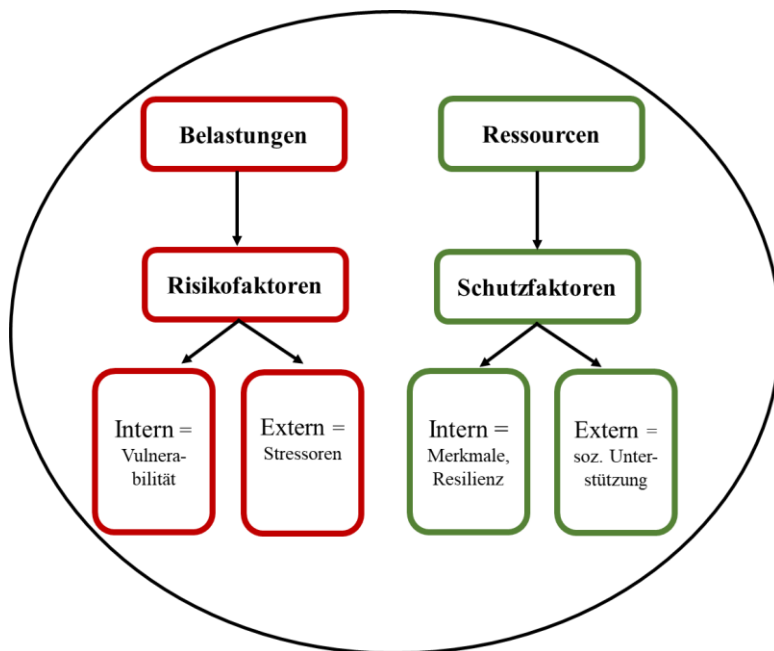 Belastungen
Ressourcen
Risikofaktoren
Schutzfaktoren
Intern =
Vulnera-
bilität
Extern =
Stressoren
Intern =
Merkmale,
Resilienz
Extern =
soz. Unter-
stützung